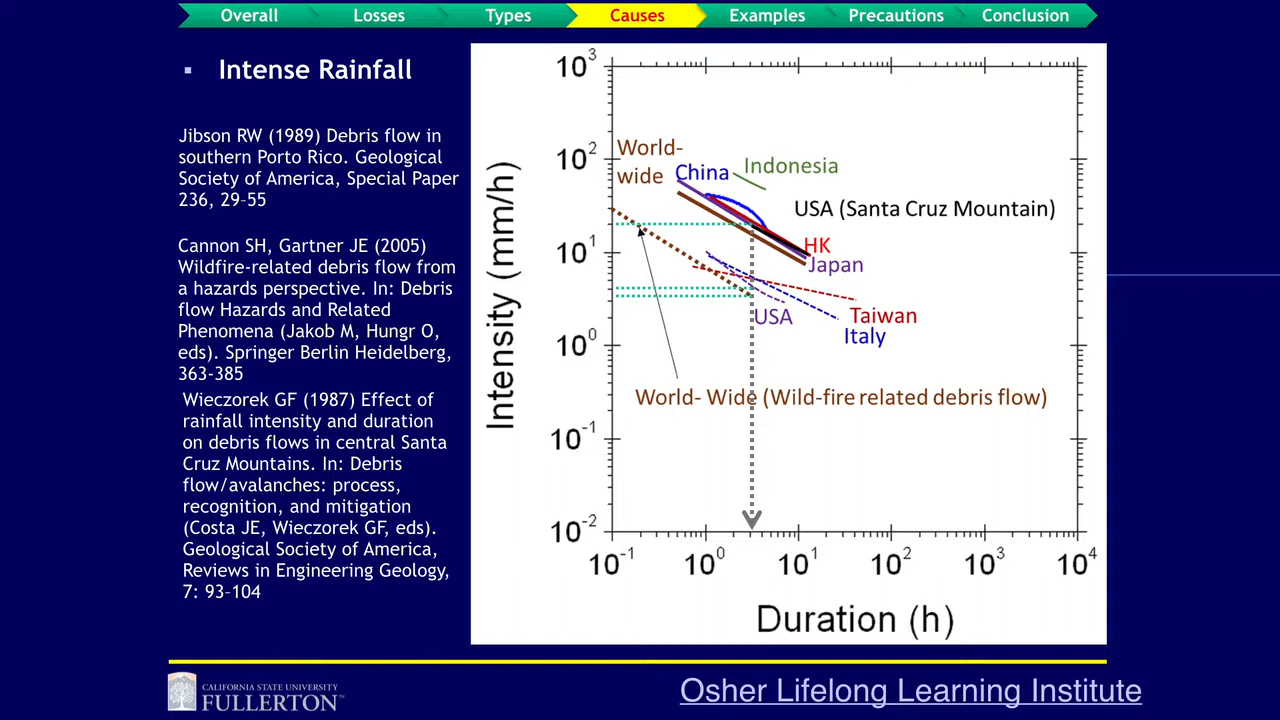 Overall
Losses
Types
Causes
Examples
Precautions
Conclusion
▪ Intense Rainfall
Jibson RW (1989) Debris flow in
southern Porto Rico. Geological
Society of America, Special Paper
236, 29–55
Cannon SH, Gartner JE (2005)
Wildfire-related debris flow from
a hazards perspective. In: Debris
flow Hazards and Related
Phenomena (Jakob M, Hungr O,
eds). Springer Berlin Heidelberg,
363-385
Wieczorek GF (1987) Effect of
rainfall intensity and duration
on debris flows in central Santa
Cruz Mountains. In: Debris
flow/avalanches: process,
recognition, and mitigation
(Costa JE, Wieczorek GF, eds).
Geological Society of America,
Reviews in Engineering Geology,
7: 93–104
Intensity (mm/h)
10³
10²
10¹
10⁰
10⁻¹
10⁻²
World-
wide
China
Indonesia
USA (Santa Cruz Mountain)
HK
Japan
USA
Taiwan
Italy
World- Wide (Wild-fire related debris flow)
10⁻¹
10⁰
10¹
10²
10³
10⁴
Duration (h)
CALIFORNIA STATE UNIVERSITY
FULLERTON™
Osher Lifelong Learning Institute